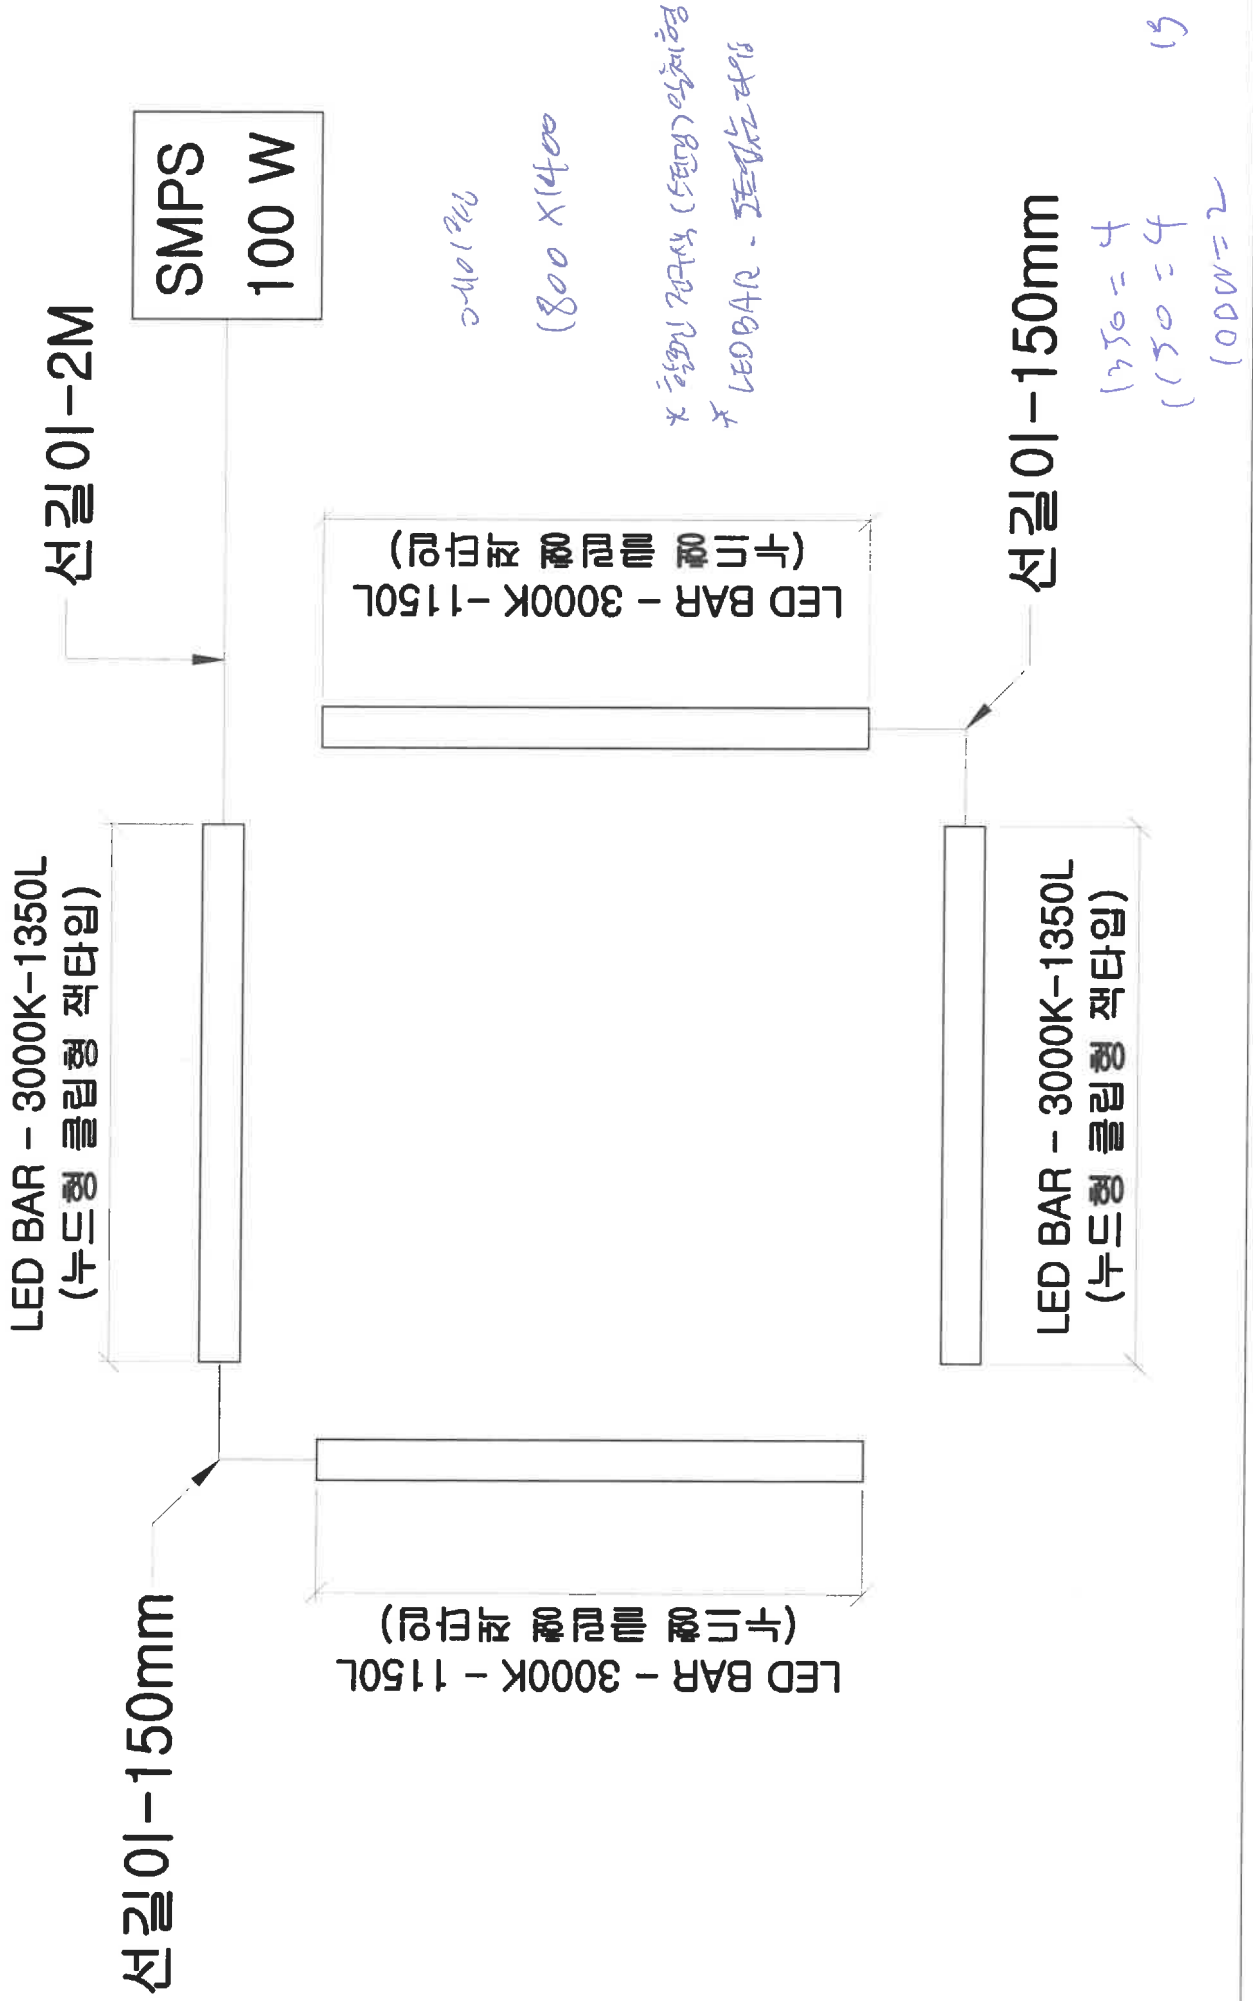 선길이-150mm
LED BAR - 3000K-1350L
(누드형 클립형 잭타입)
선길이-2M
SMPS
100 W
LED BAR - 3000K - 1150L
(누드형 클립형 잭타입)
LED BAR - 3000K -1150L
(누드형 클립형 잭타입)
1800 X 1400
LED BAR -
LED BAR - 3000K-1350L
(누드형 클립형 잭타입)
선길이-150mm
1350 = 4
1150 = 4
100W = 2